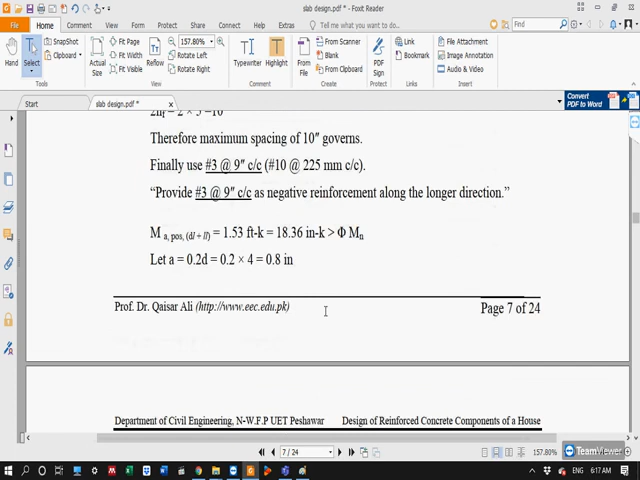 slab design.pdf * - Foxit Reader
File Home Comment View Form Protect Share Connect Extras Help Tell me what you want to do... Find
Hand Select SnapShot Clipboard Actual Size Fit Page Fit Width Fit Visible Reflow 157.80% Rotate Left Rotate Right Typewriter Highlight From File From Scanner Blank From Clipboard PDF Sign Link Bookmark File Attachment Image Annotation Audio & Video
Tools View Comment Create Protect Links Insert
Start slab design.pdf * Convert PDF to Word
Therefore maximum spacing of 10″ governs.
Finally use #3 @ 9″ c/c (#10 @ 225 mm c/c).
“Provide #3 @ 9″ c/c as negative reinforcement along the longer direction.”
M a, pos, (dl + ll) = 1.53 ft-k = 18.36 in-k > Φ Mn
Let a = 0.2d = 0.2 × 4 = 0.8 in
Prof. Dr. Qaisar Ali (http://www.eec.edu.pk) Page 7 of 24
Department of Civil Engineering, N-W.F.P UET Peshawar Design of Reinforced Concrete Components of a House
7 / 24 157.80%
TeamViewer
ENG 6:17 AM